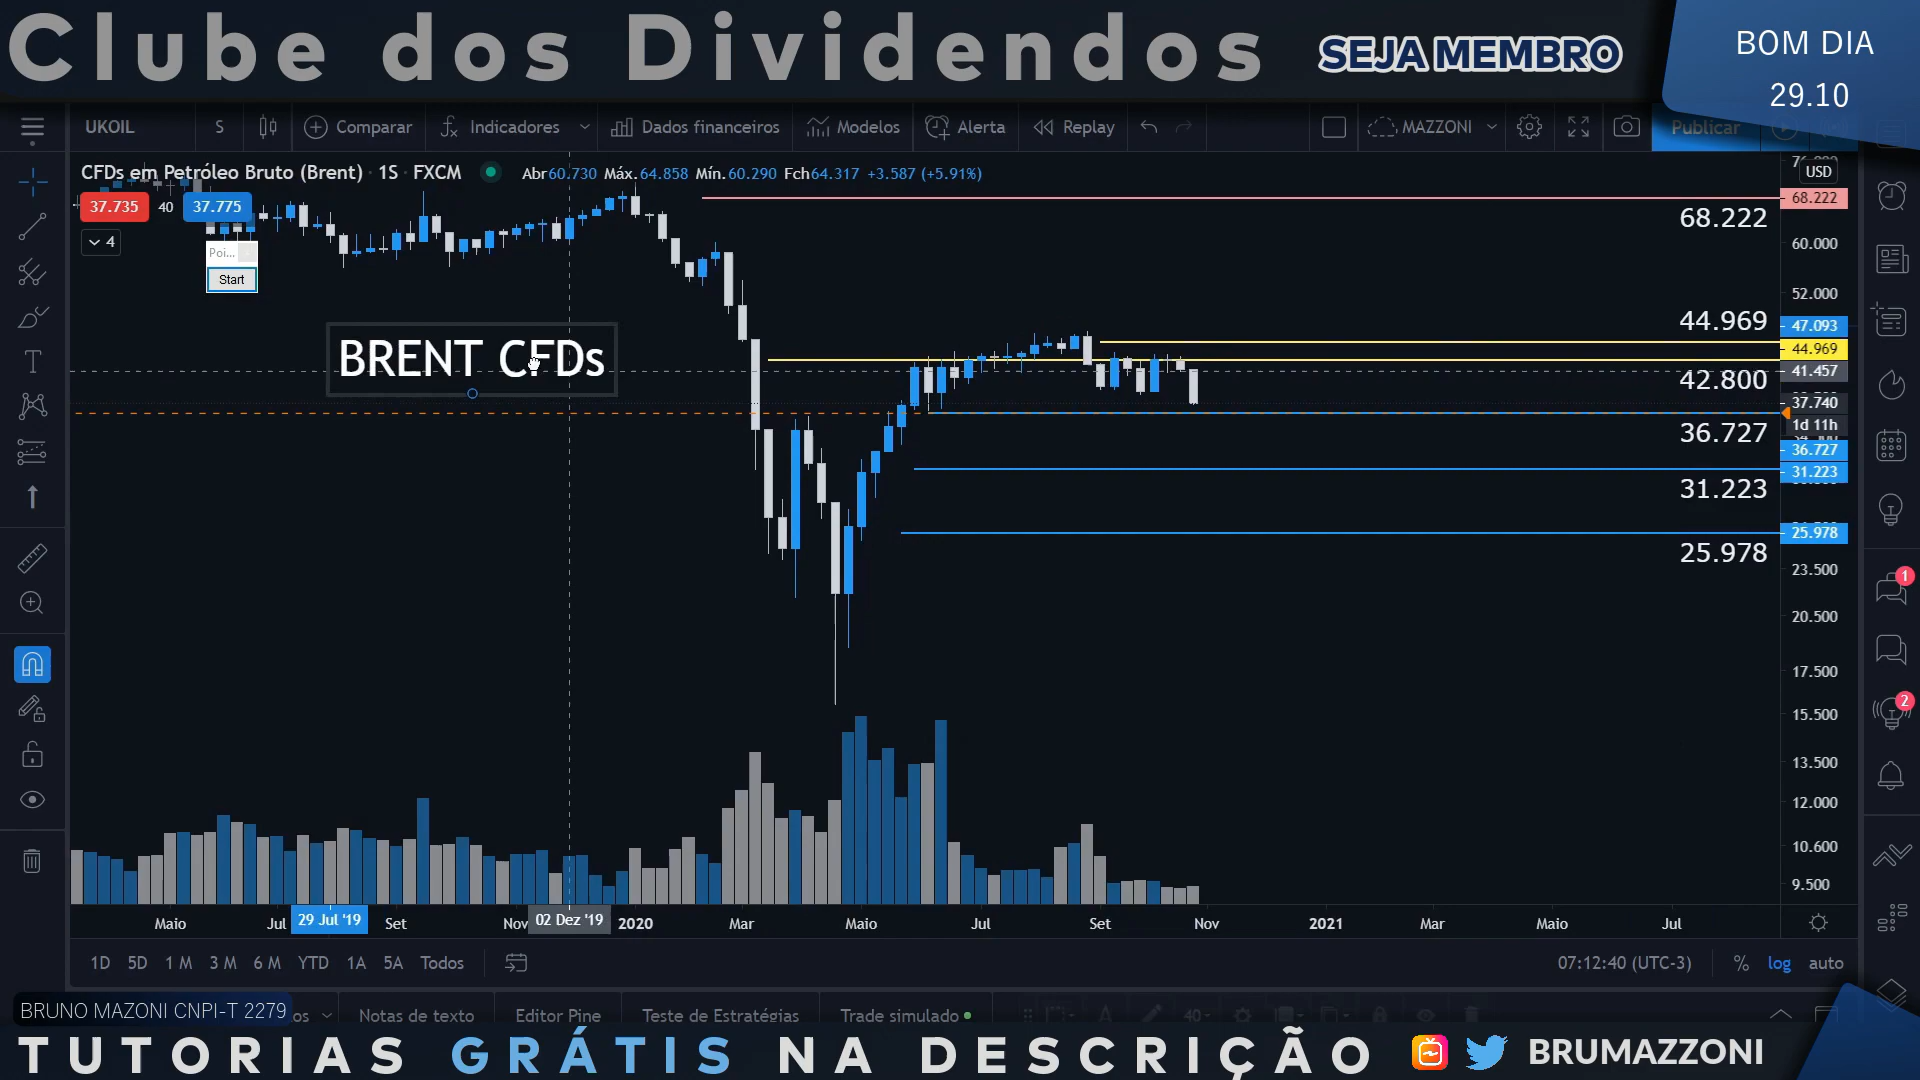 Clube dos Dividendos
SEJA MEMBRO
BOM DIA
29.10
UKOIL
S
Comparar
Indicadores
Dados financeiros
Modelos
Alerta
Replay
MAZZONI
Publicar
CFDs em Petróleo Bruto (Brent) · 1S · FXCM
Abr60.730 Máx.64.858 Mín.60.290 Fch64.317 +3.587 (+5.91%)
USD
37.735
40
37.775
4
Poi...
Start
BRENT CFDs
68.222
44.969
42.800
36.727
31.223
25.978
68.222
60.000
52.000
47.093
44.969
41.457
37.740
1d 11h
36.727
31.223
25.978
23.500
20.500
17.500
15.500
13.500
12.000
10.600
9.500
1
2
Maio
Jul
29 Jul '19
Set
Nov
02 Dez '19
2020
Mar
Maio
Jul
Set
Nov
2021
Mar
Maio
Jul
1D
5D
1 M
3 M
6 M
YTD
1A
5A
Todos
07:12:40 (UTC-3)
%
log
auto
BRUNO MAZONI CNPI-T 2279
os
Notas de texto
Editor Pine
Teste de Estratégias
Trade simulado
40
TUTORIAS GRÁTIS NA DESCRIÇÃO
BRUMAZZONI